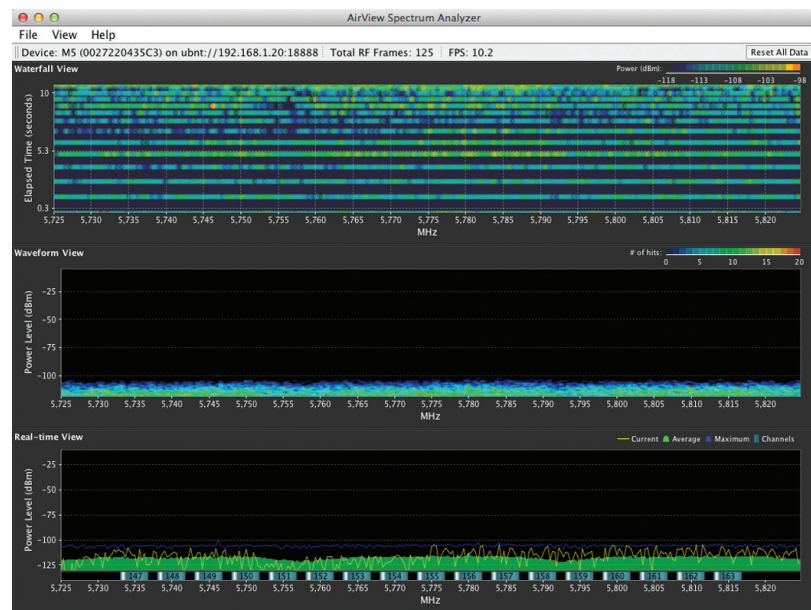 AirView Spectrum Analyzer
File View Help
Device: M5 (0027220435C3) on ubnt://192.168.1.20:18888 Total RF Frames: 125 FPS: 10.2 Reset All Data
Waterfall View Power (dBm):
-118 -113 -108 -103 -98
Elapsed Time (seconds)
10
5.3
0.3
5,725 5,730 5,735 5,740 5,745 5,750 5,755 5,760 5,765 5,770 5,775 5,780 5,785 5,790 5,795 5,800 5,805 5,810 5,815 5,820
MHz
Waveform View # of hits:
0 5 10 15 20
Power Level (dBm)
-25
-50
-75
-100
5,725 5,730 5,735 5,740 5,745 5,750 5,755 5,760 5,765 5,770 5,775 5,780 5,785 5,790 5,795 5,800 5,805 5,810 5,815 5,820
MHz
Real-time View Current Average Maximum Channels
Power Level (dBm)
-25
-50
-75
-100
-125
147 148 149 150 151 152 153 154 155 156 157 158 159 160 161 162 163
5,725 5,730 5,735 5,740 5,745 5,750 5,755 5,760 5,765 5,770 5,775 5,780 5,785 5,790 5,795 5,800 5,805 5,810 5,815 5,820
MHz